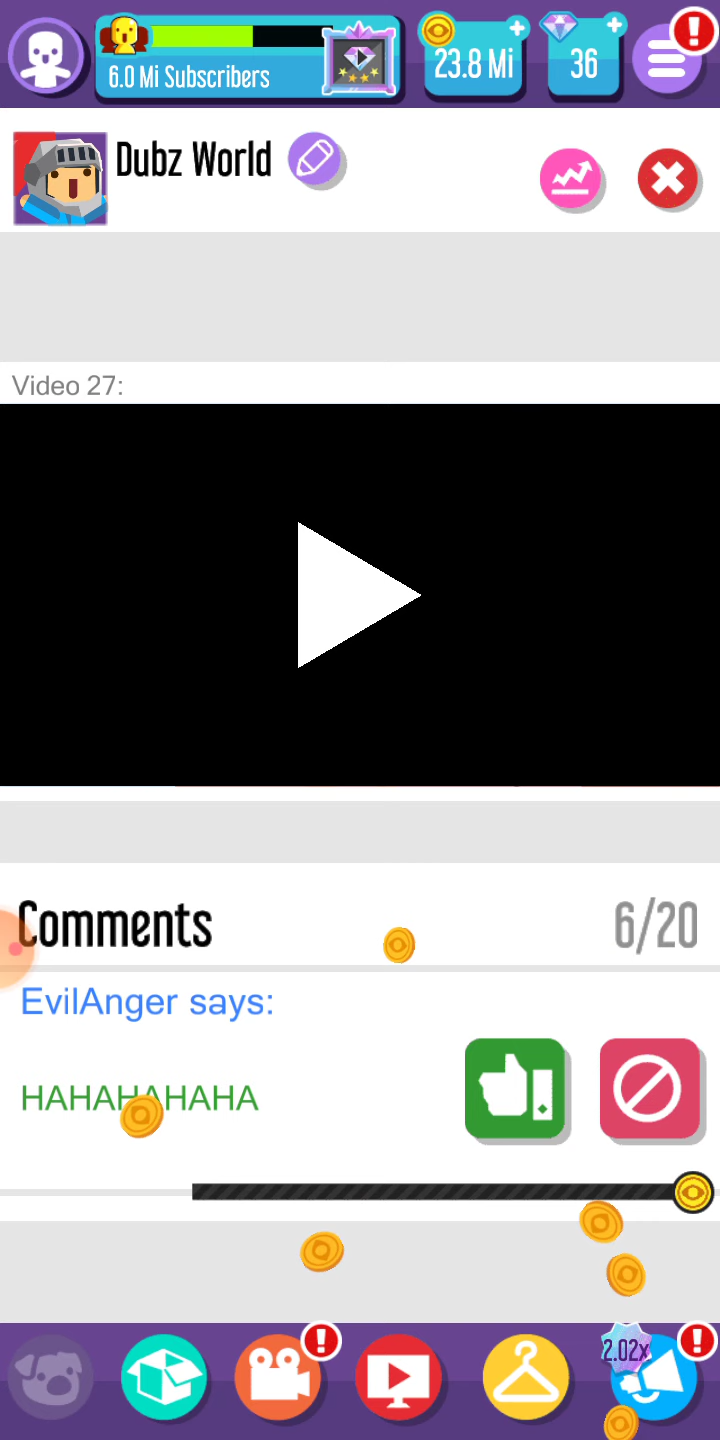 6.0 Mi Subscribers
23.8 Mi
36
Dubz World
Video 27:
Comments
6/20
EvilAnger says:
HAHAHAHAHA
2.02x